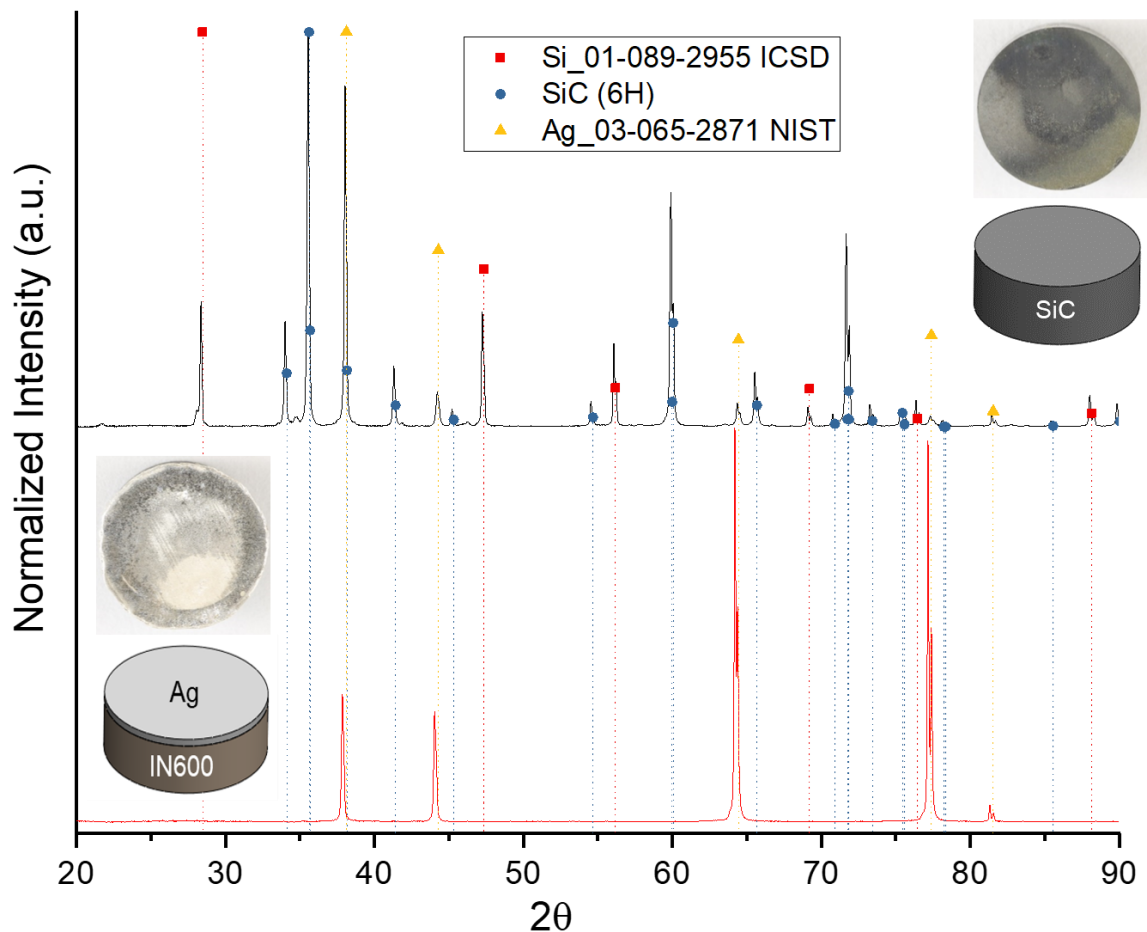 Normalized Intensity (a.u.)
Si_01-089-2955 ICSD
SiC (6H)
Ag_03-065-2871 NIST
SiC
Ag
IN600
20 30 40 50 60 70 80 90
2θ